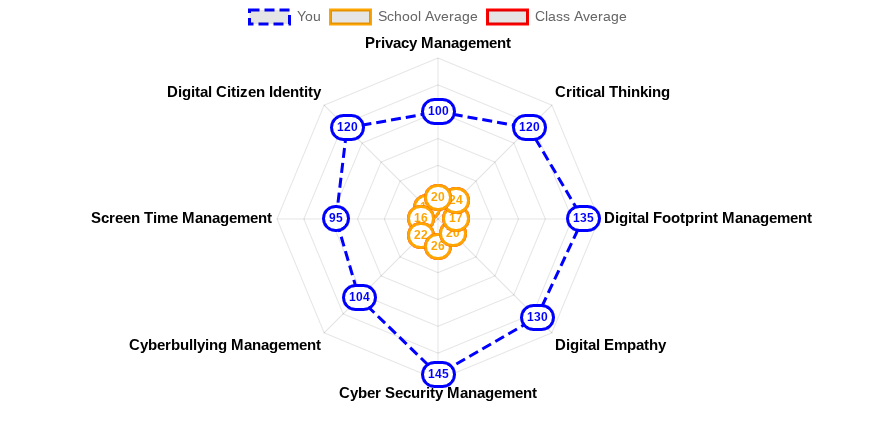 You School Average Class Average
Privacy Management
Digital Citizen Identity Critical Thinking
100
120 120
20
24
95 16 17 135
Screen Time Management Digital Footprint Management
22 20
26
104
130
Cyberbullying Management Digital Empathy
145
Cyber Security Management